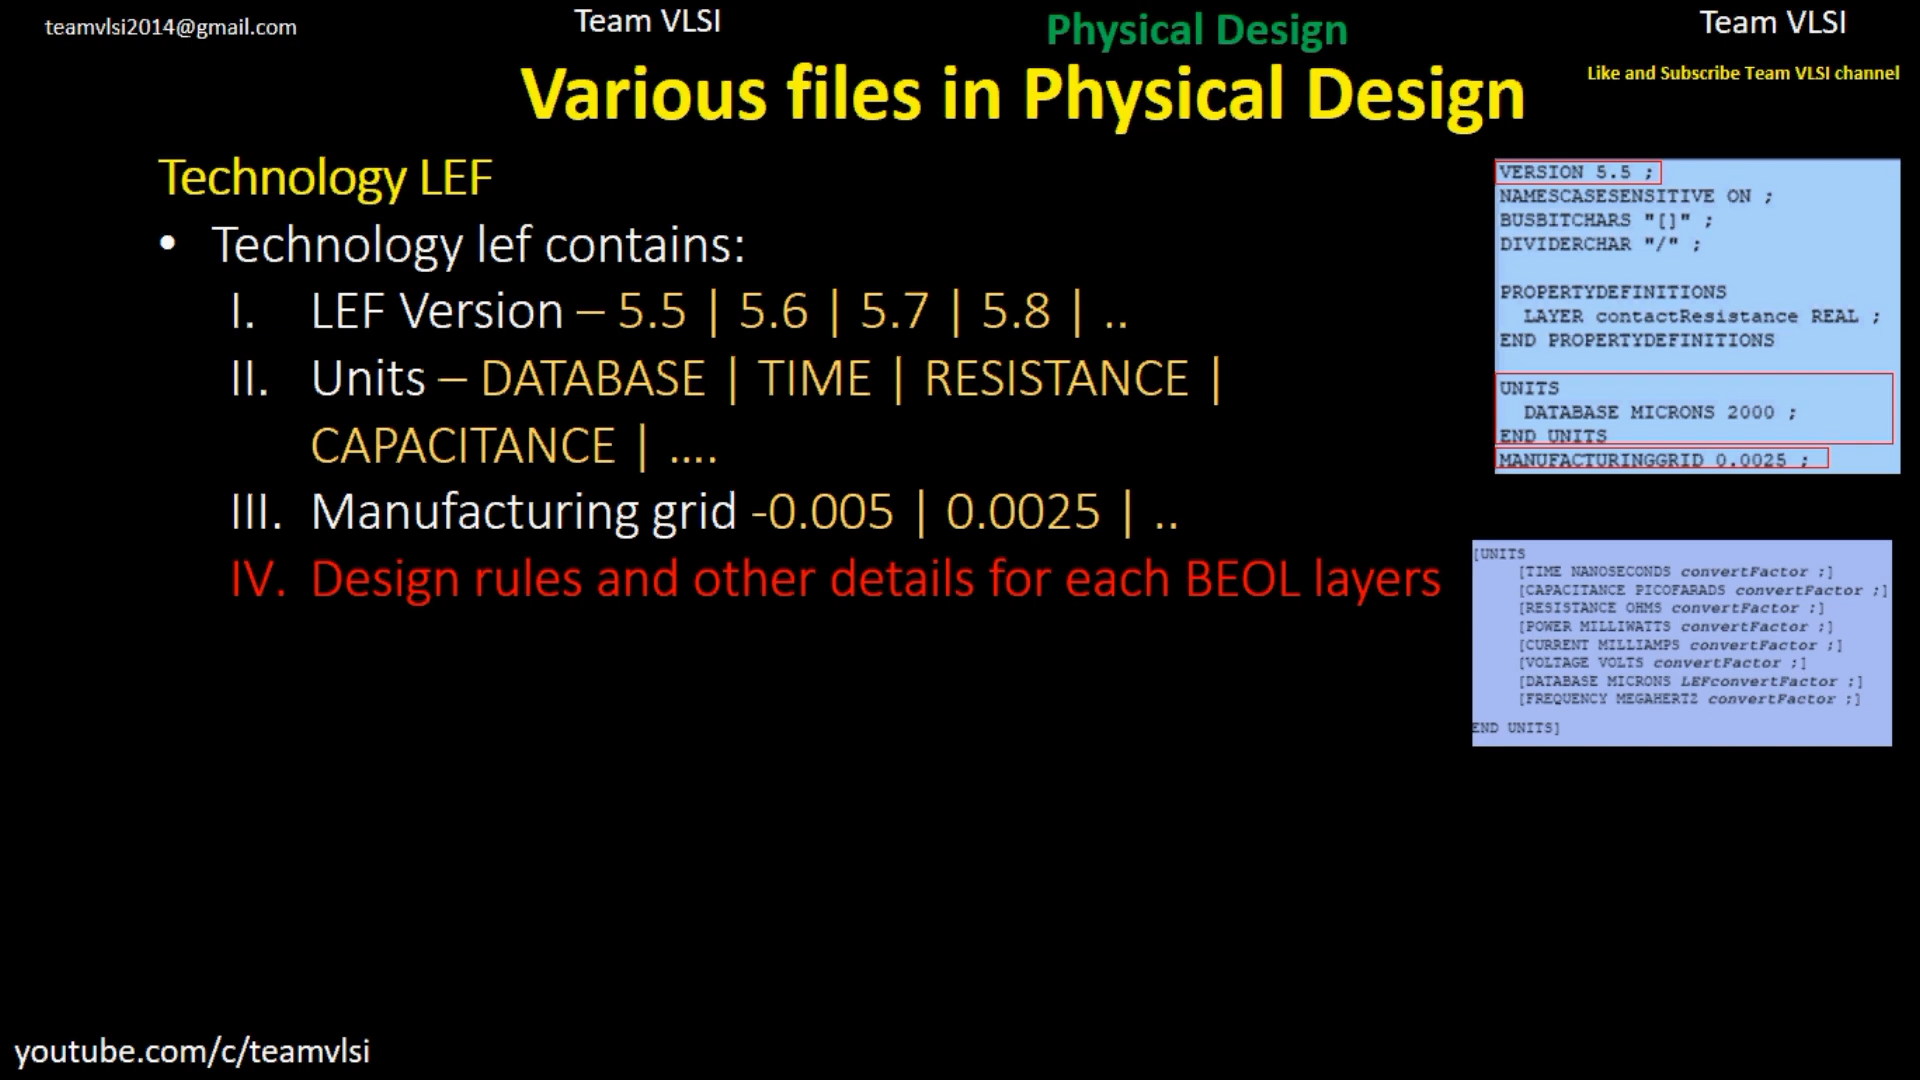 teamvlsi2014@gmail.com
Team VLSI
Physical Design
Team VLSI
Like and Subscribe Team VLSI channel
Various files in Physical Design
Technology LEF
• Technology lef contains:
I. LEF Version – 5.5 | 5.6 | 5.7 | 5.8 | ..
II. Units – DATABASE | TIME | RESISTANCE |
CAPACITANCE | ....
III. Manufacturing grid -0.005 | 0.0025 | ..
IV. Design rules and other details for each BEOL layers
VERSION 5.5 ;
NAMESCASESENSITIVE ON ;
BUSBITCHARS "[]" ;
DIVIDERCHAR "/" ;
PROPERTYDEFINITIONS
LAYER contactResistance REAL ;
END PROPERTYDEFINITIONS
UNITS
DATABASE MICRONS 2000 ;
END UNITS
MANUFACTURINGGRID 0.0025 ;
[UNITS
[TIME NANOSECONDS convertFactor ;]
[CAPACITANCE PICOFARADS convertFactor ;]
[RESISTANCE OHMS convertFactor ;]
[POWER MILLIWATTS convertFactor ;]
[CURRENT MILLIAMPS convertFactor ;]
[VOLTAGE VOLTS convertFactor ;]
[DATABASE MICRONS LEFconvertFactor ;]
[FREQUENCY MEGAHERTZ convertFactor ;]
END UNITS]
youtube.com/c/teamvlsi